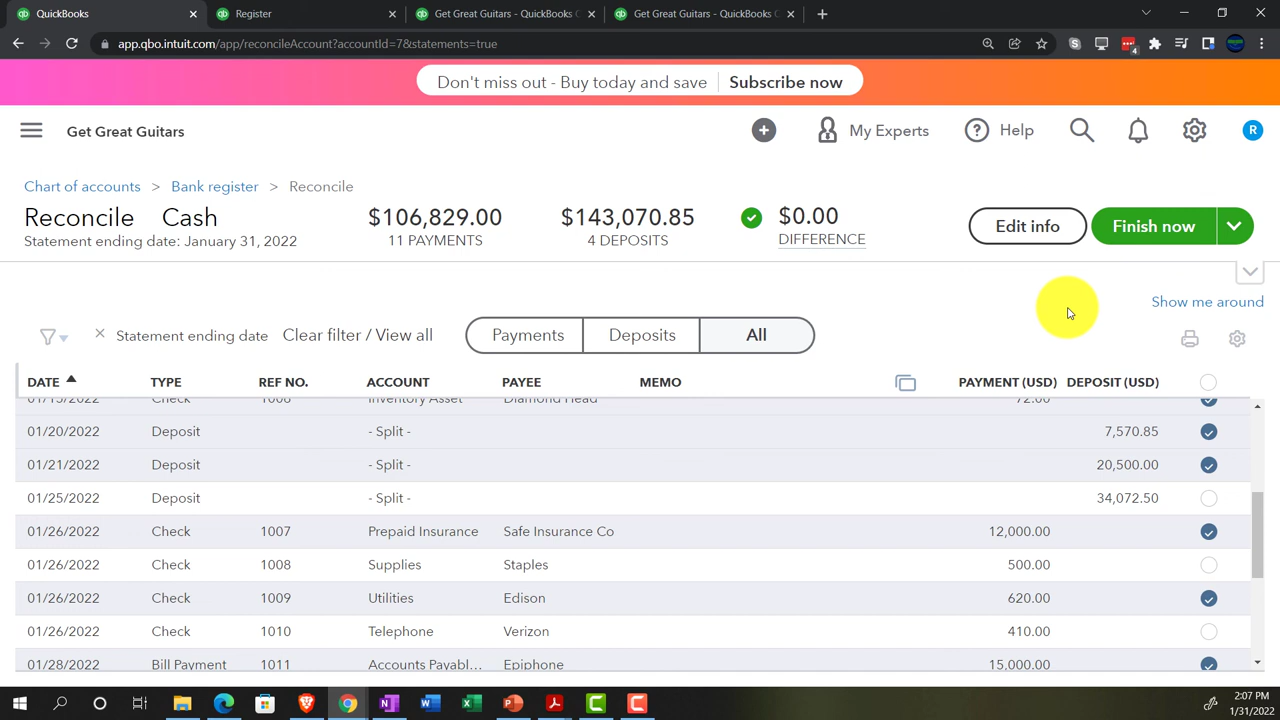 QuickBooks
Register
Get Great Guitars - QuickBooks C
Get Great Guitars - QuickBooks C
app.qbo.intuit.com/app/reconcileAccount?accountId=7&statements=true
4
Don't miss out - Buy today and save Subscribe now
Get Great Guitars
My Experts
Help
R
Chart of accounts > Bank register > Reconcile
Reconcile Cash
Statement ending date: January 31, 2022
$106,829.00
11 PAYMENTS
$143,070.85
4 DEPOSITS
$0.00
DIFFERENCE
Edit info
Finish now
Show me around
Statement ending date
Clear filter / View all
Payments
Deposits
All
DATE TYPE REF NO. ACCOUNT PAYEE MEMO PAYMENT (USD) DEPOSIT (USD)
01/15/2022 Check 1006 Inventory Asset Diamond Head 72.00
01/20/2022 Deposit - Split - 7,570.85
01/21/2022 Deposit - Split - 20,500.00
01/25/2022 Deposit - Split - 34,072.50
01/26/2022 Check 1007 Prepaid Insurance Safe Insurance Co 12,000.00
01/26/2022 Check 1008 Supplies Staples 500.00
01/26/2022 Check 1009 Utilities Edison 620.00
01/26/2022 Check 1010 Telephone Verizon 410.00
01/28/2022 Bill Payment 1011 Accounts Payabl... Epiphone 15,000.00
2:07 PM
1/31/2022